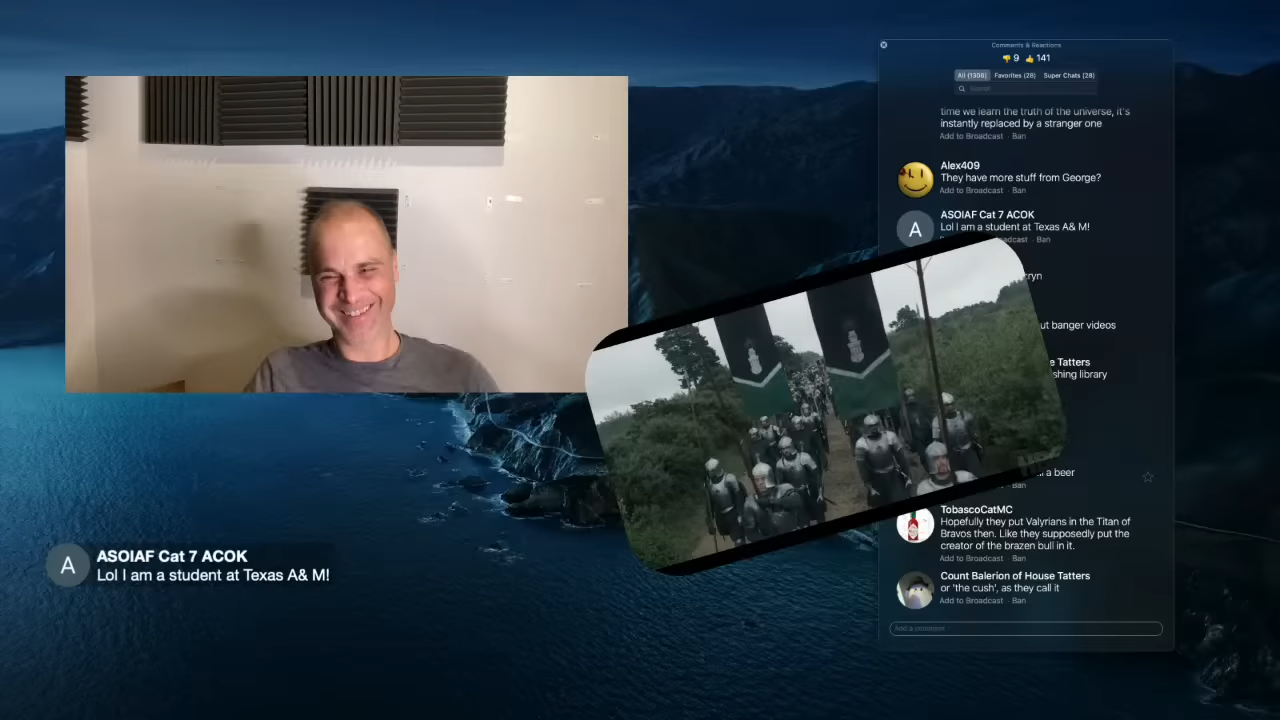 Comments & Reactions
👎 9 👍 141
All (1308) Favorites (28) Super Chats (28)
Search
time we learn the truth of the universe, it's
instantly replaced by a stranger one
Add to Broadcast · Ban
Alex409
They have more stuff from George?
Add to Broadcast · Ban
A
ASOIAF Cat 7 ACOK
Lol I am a student at Texas A& M!
adcast · Ban
ryn
ut banger videos
e Tatters
shing library
a beer
Ban
TobascoCatMC
Hopefully they put Valyrians in the Titan of
Bravos then. Like they supposedly put the
creator of the brazen bull in it.
Add to Broadcast · Ban
Count Balerion of House Tatters
or 'the cush', as they call it
Add to Broadcast · Ban
Add a comment
A
ASOIAF Cat 7 ACOK
Lol I am a student at Texas A& M!